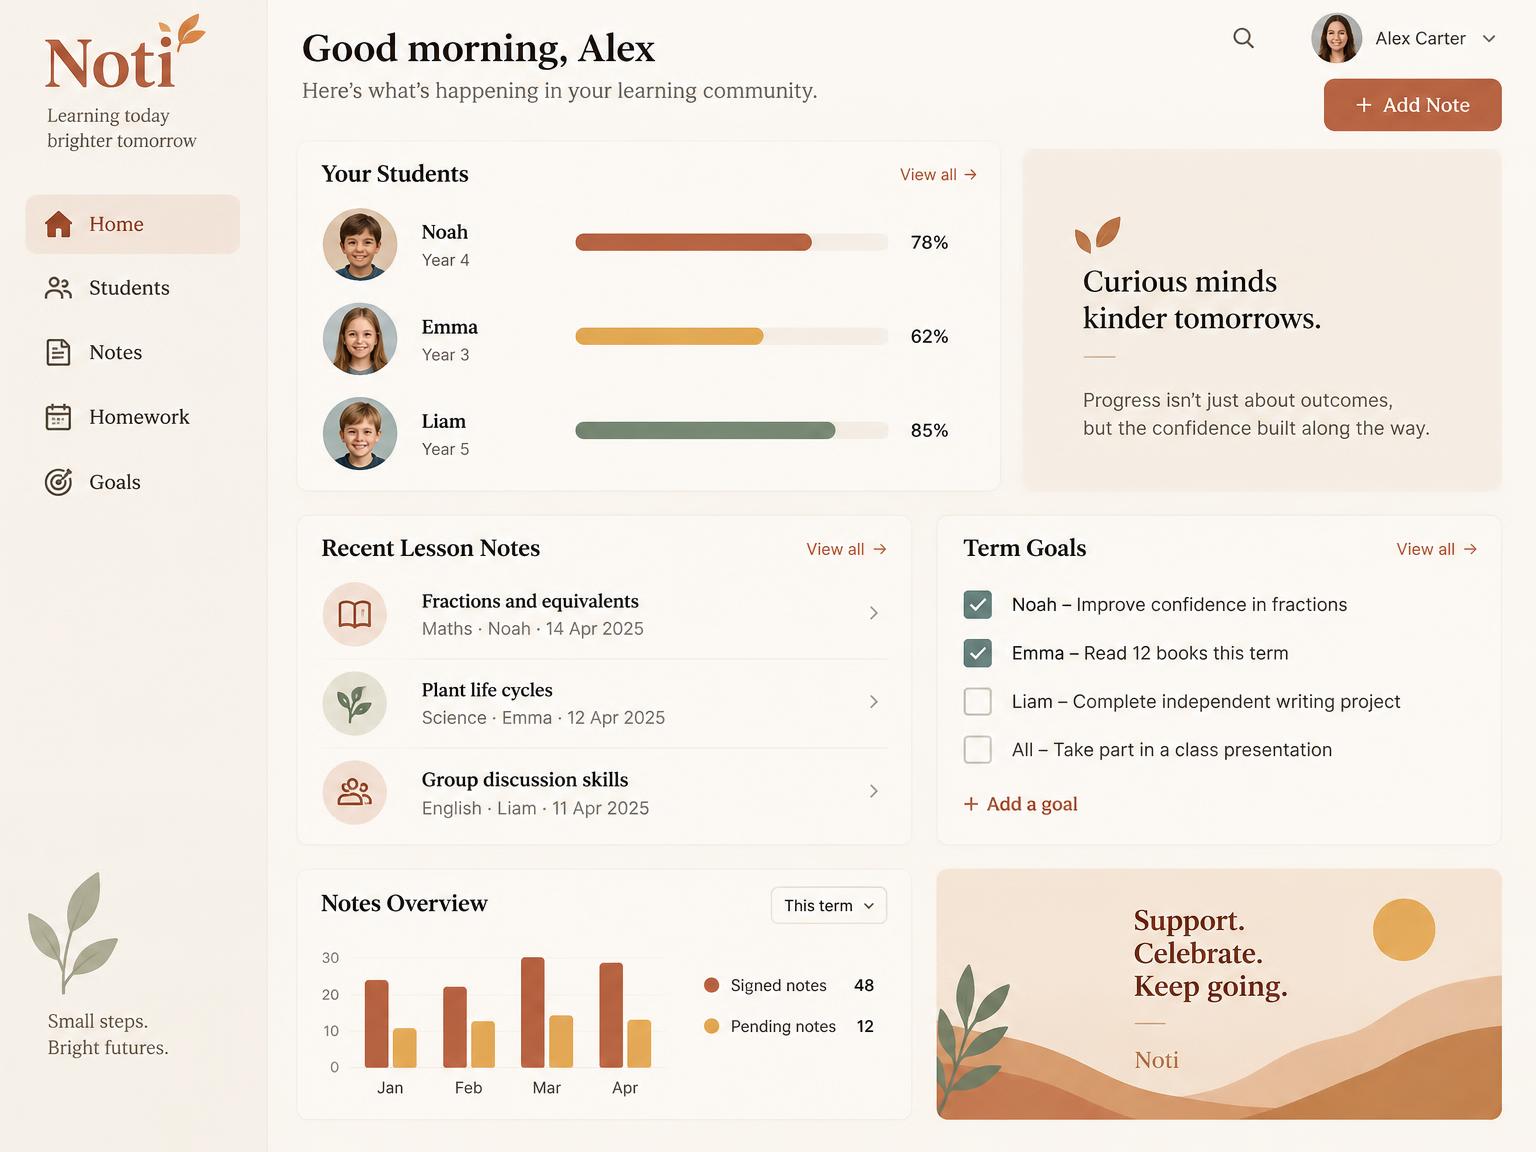 Noti
Learning today
brighter tomorrow
Home
Students
Notes
Homework
Goals
Small steps.
Bright futures.
Good morning, Alex
Here's what's happening in your learning community.
Alex Carter
+ Add Note
Your Students
View all →
Noah
Year 4
78%
Emma
Year 3
62%
Liam
Year 5
85%
Curious minds
kinder tomorrows.
Progress isn't just about outcomes,
but the confidence built along the way.
Recent Lesson Notes
View all →
Fractions and equivalents
Maths · Noah · 14 Apr 2025
Plant life cycles
Science · Emma · 12 Apr 2025
Group discussion skills
English · Liam · 11 Apr 2025
Term Goals
View all →
Noah – Improve confidence in fractions
Emma – Read 12 books this term
Liam – Complete independent writing project
All – Take part in a class presentation
+ Add a goal
Notes Overview
This term
30
20
10
0
Jan Feb Mar Apr
Signed notes 48
Pending notes 12
Support.
Celebrate.
Keep going.
Noti